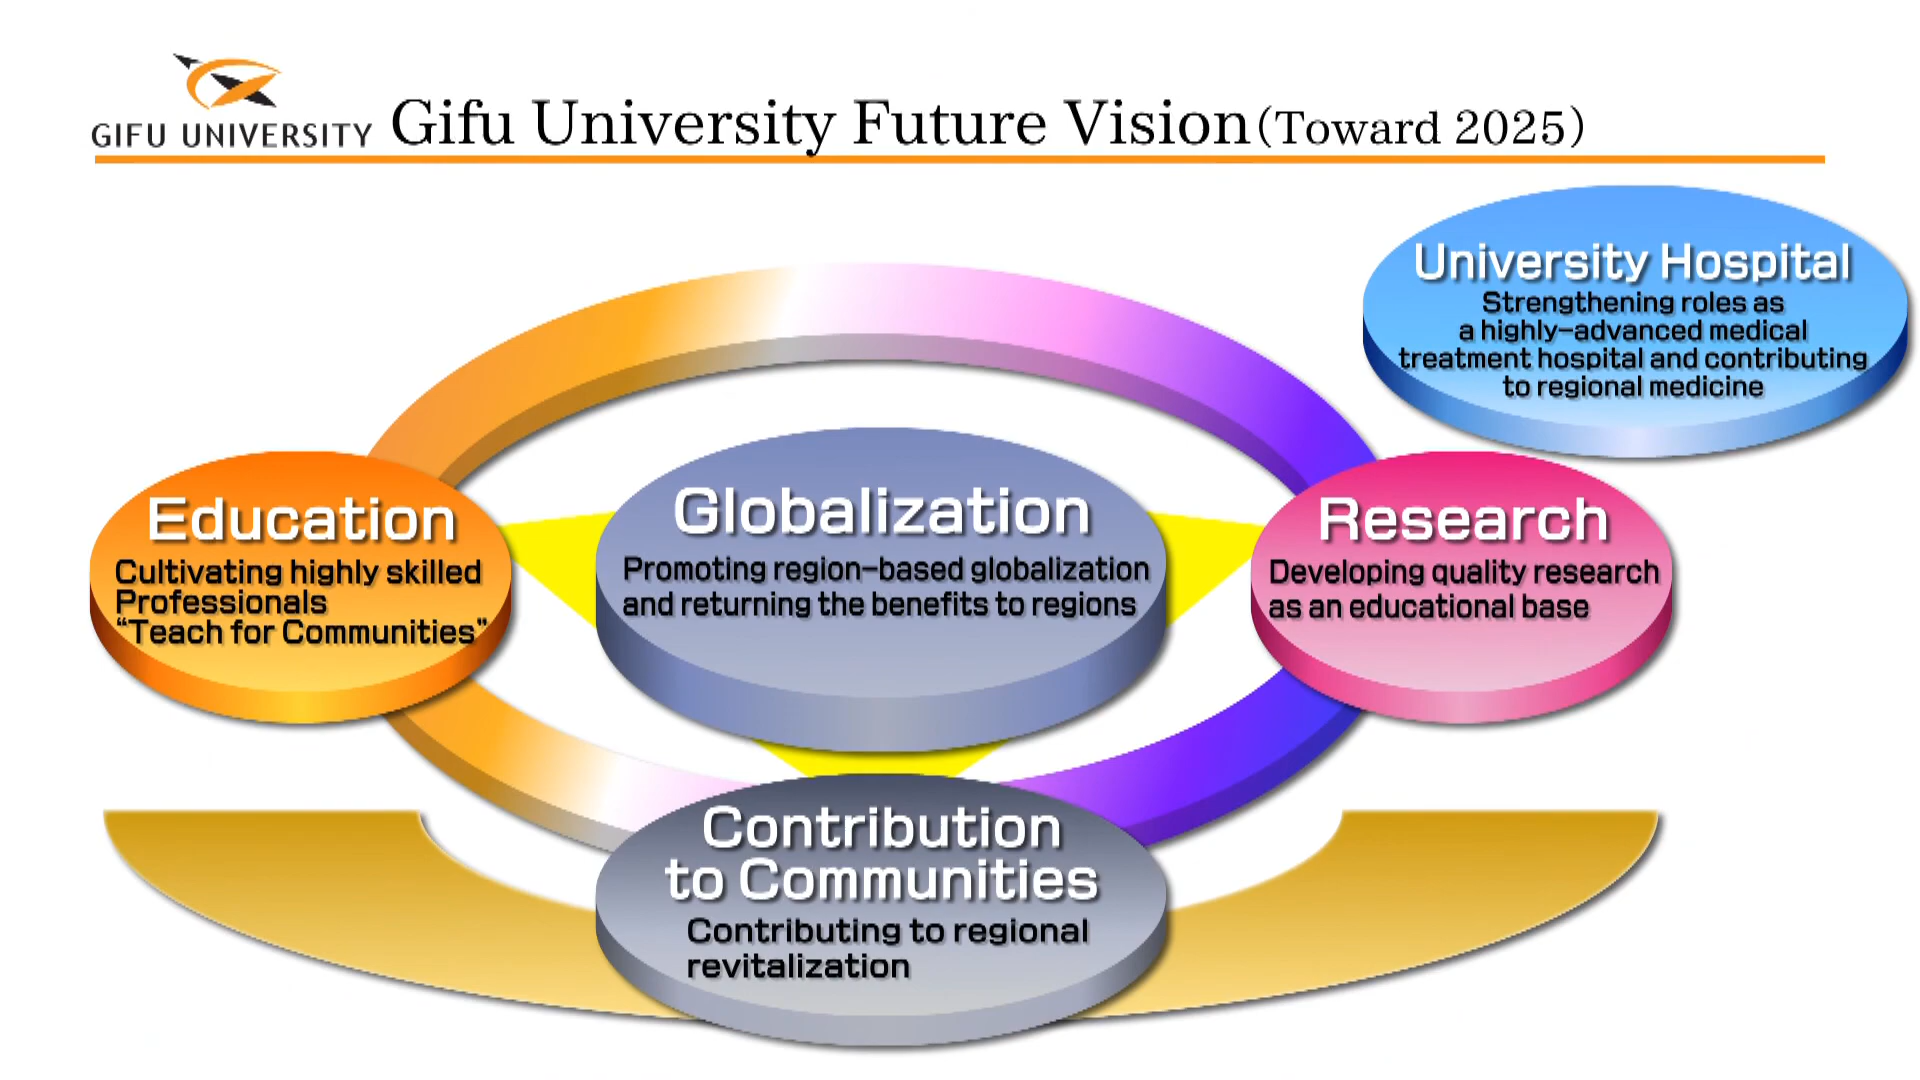 GIFU UNIVERSITY
Gifu University Future Vision(Toward 2025)
University Hospital
Strengthening roles as
a highly-advanced medical
treatment hospital and contributing
to regional medicine
Education
Cultivating highly skilled
Professionals
“Teach for Communities”
Globalization
Promoting region-based globalization
and returning the benefits to regions
Research
Developing quality research
as an educational base
Contribution
to Communities
Contributing to regional
revitalization